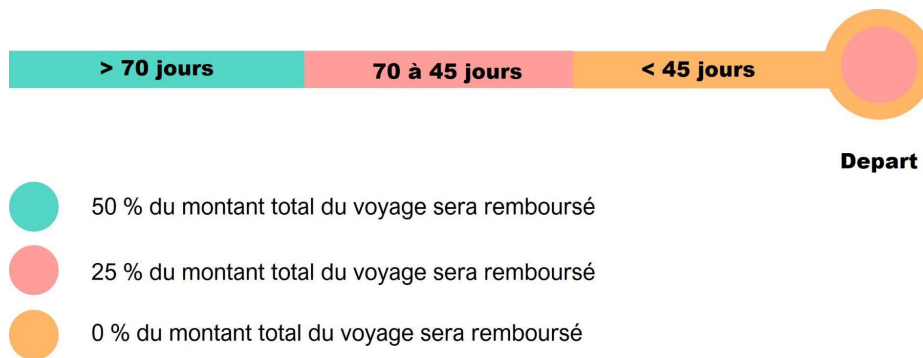 > 70 jours
70 à 45 jours
< 45 jours
Depart
50 % du montant total du voyage sera remboursé
25 % du montant total du voyage sera remboursé
0 % du montant total du voyage sera remboursé